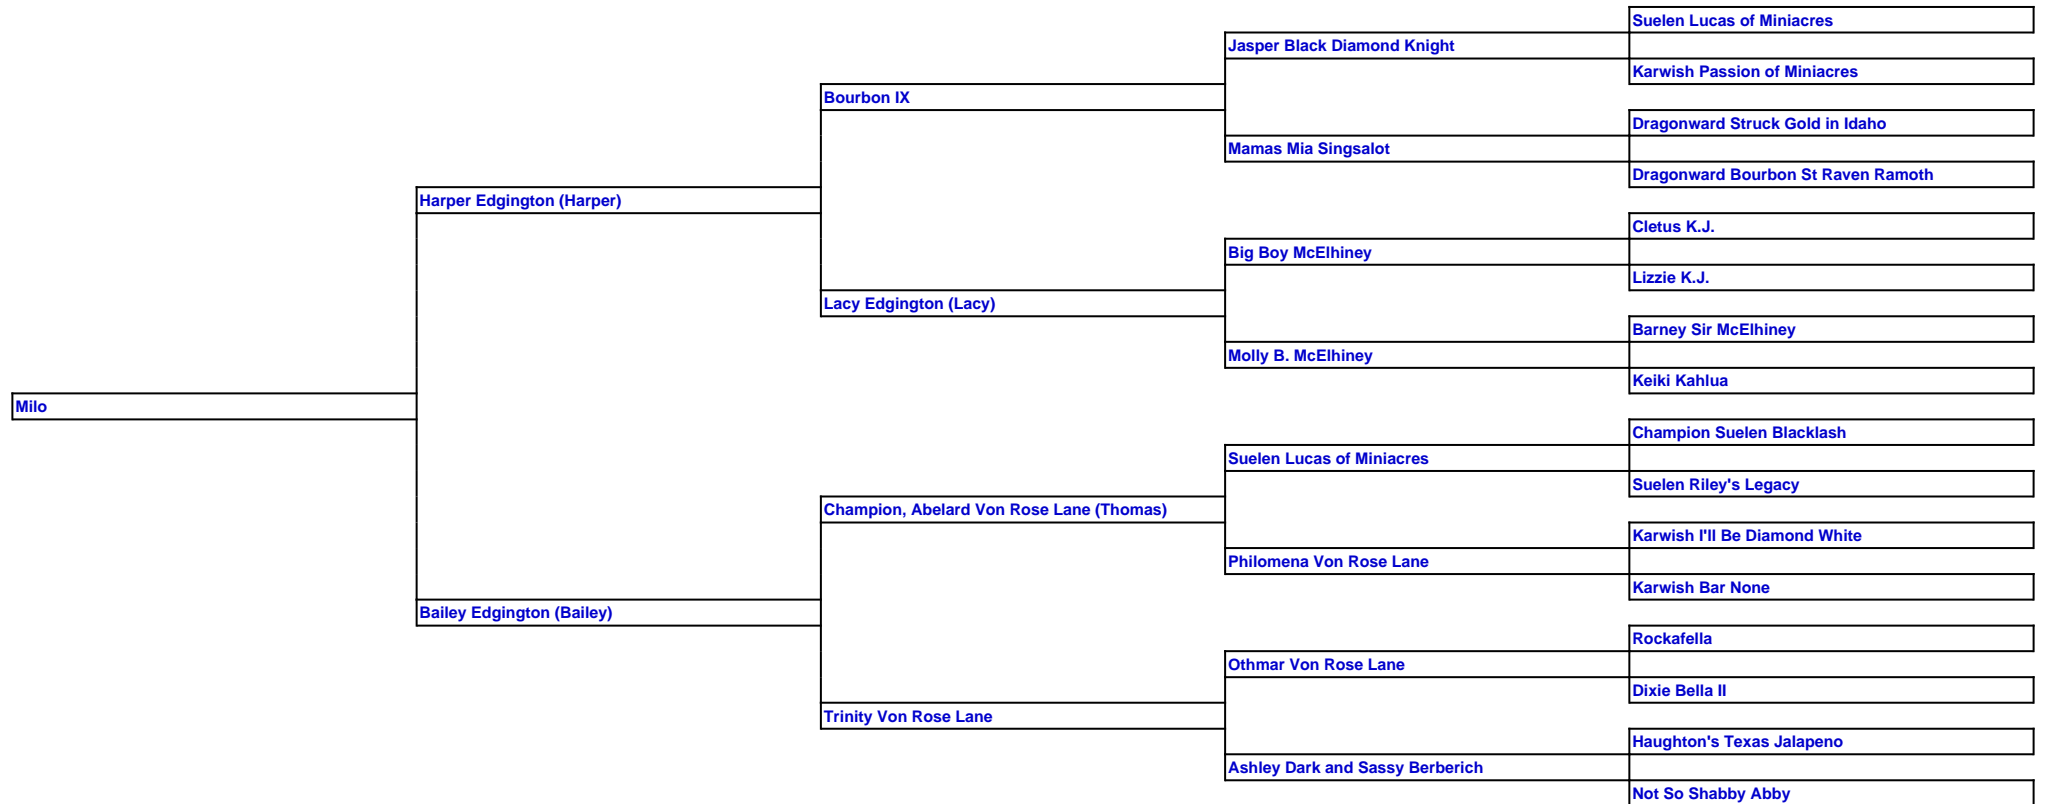 Suelen Lucas of Miniacres
Jasper Black Diamond Knight
Karwish Passion of Miniacres
Bourbon IX
Dragonward Struck Gold in Idaho
Mamas Mia Singsalot
Dragonward Bourbon St Raven Ramoth
Harper Edgington (Harper)
Cletus K.J.
Big Boy McElhiney
Lizzie K.J.
Lacy Edgington (Lacy)
Barney Sir McElhiney
Molly B. McElhiney
Keiki Kahlua
Milo
Champion Suelen Blacklash
Suelen Lucas of Miniacres
Suelen Riley's Legacy
Champion, Abelard Von Rose Lane (Thomas)
Karwish I'll Be Diamond White
Philomena Von Rose Lane
Karwish Bar None
Bailey Edgington (Bailey)
Rockafella
Othmar Von Rose Lane
Dixie Bella II
Trinity Von Rose Lane
Haughton's Texas Jalapeno
Ashley Dark and Sassy Berberich
Not So Shabby Abby